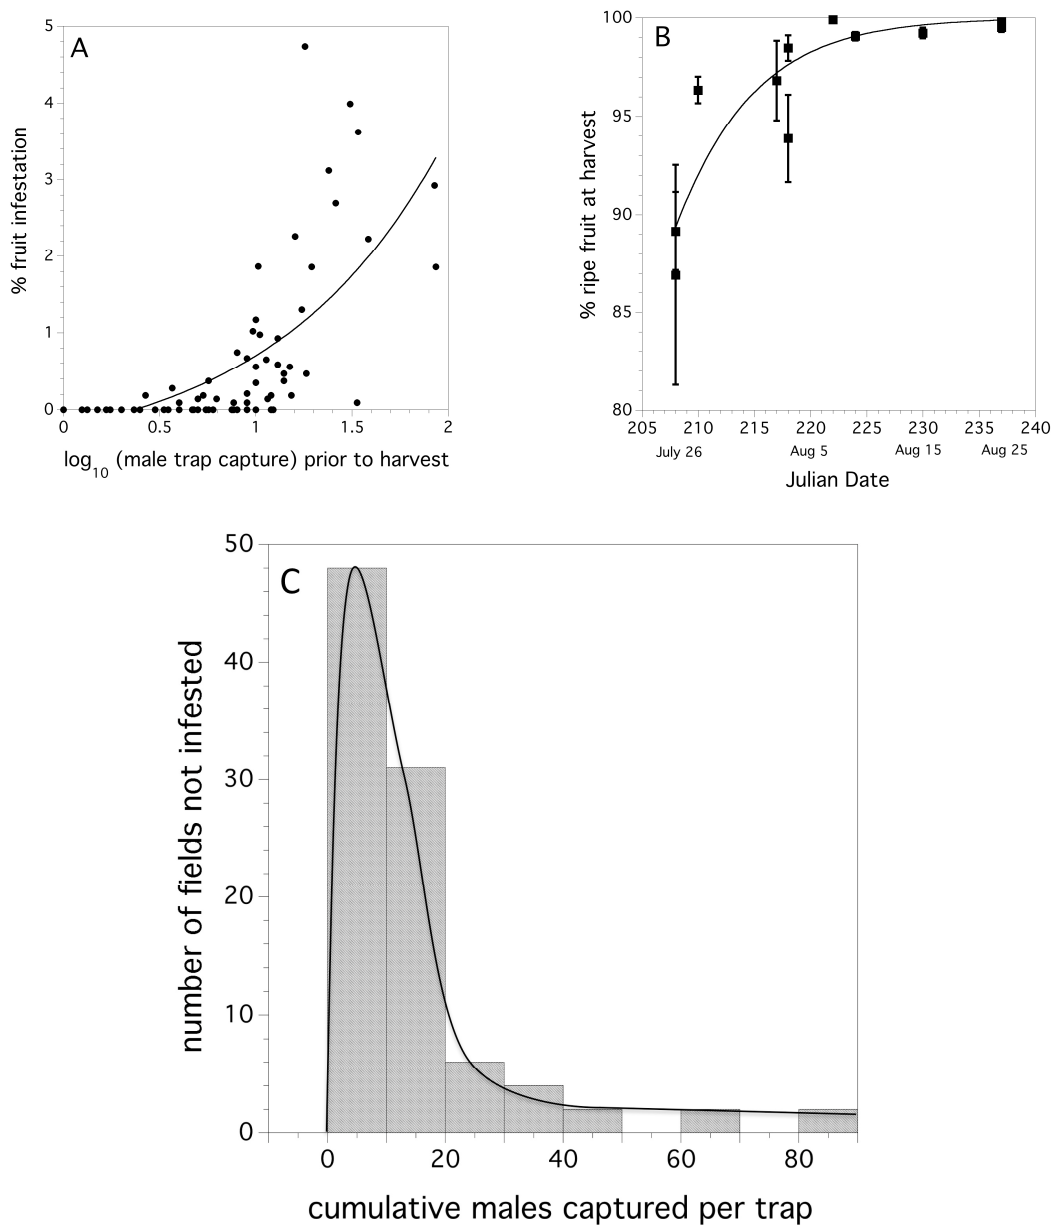 A
5
4
3
2
1
0
% fruit infestation
0 0.5 1 1.5 2
log10 (male trap capture) prior to harvest
B
100
95
90
85
80
% ripe fruit at harvest
205 210 215 220 225 230 235 240
July 26 Aug 5 Aug 15 Aug 25
Julian Date
C
50
40
30
20
10
0
number of fields not infested
0 20 40 60 80
cumulative males captured per trap